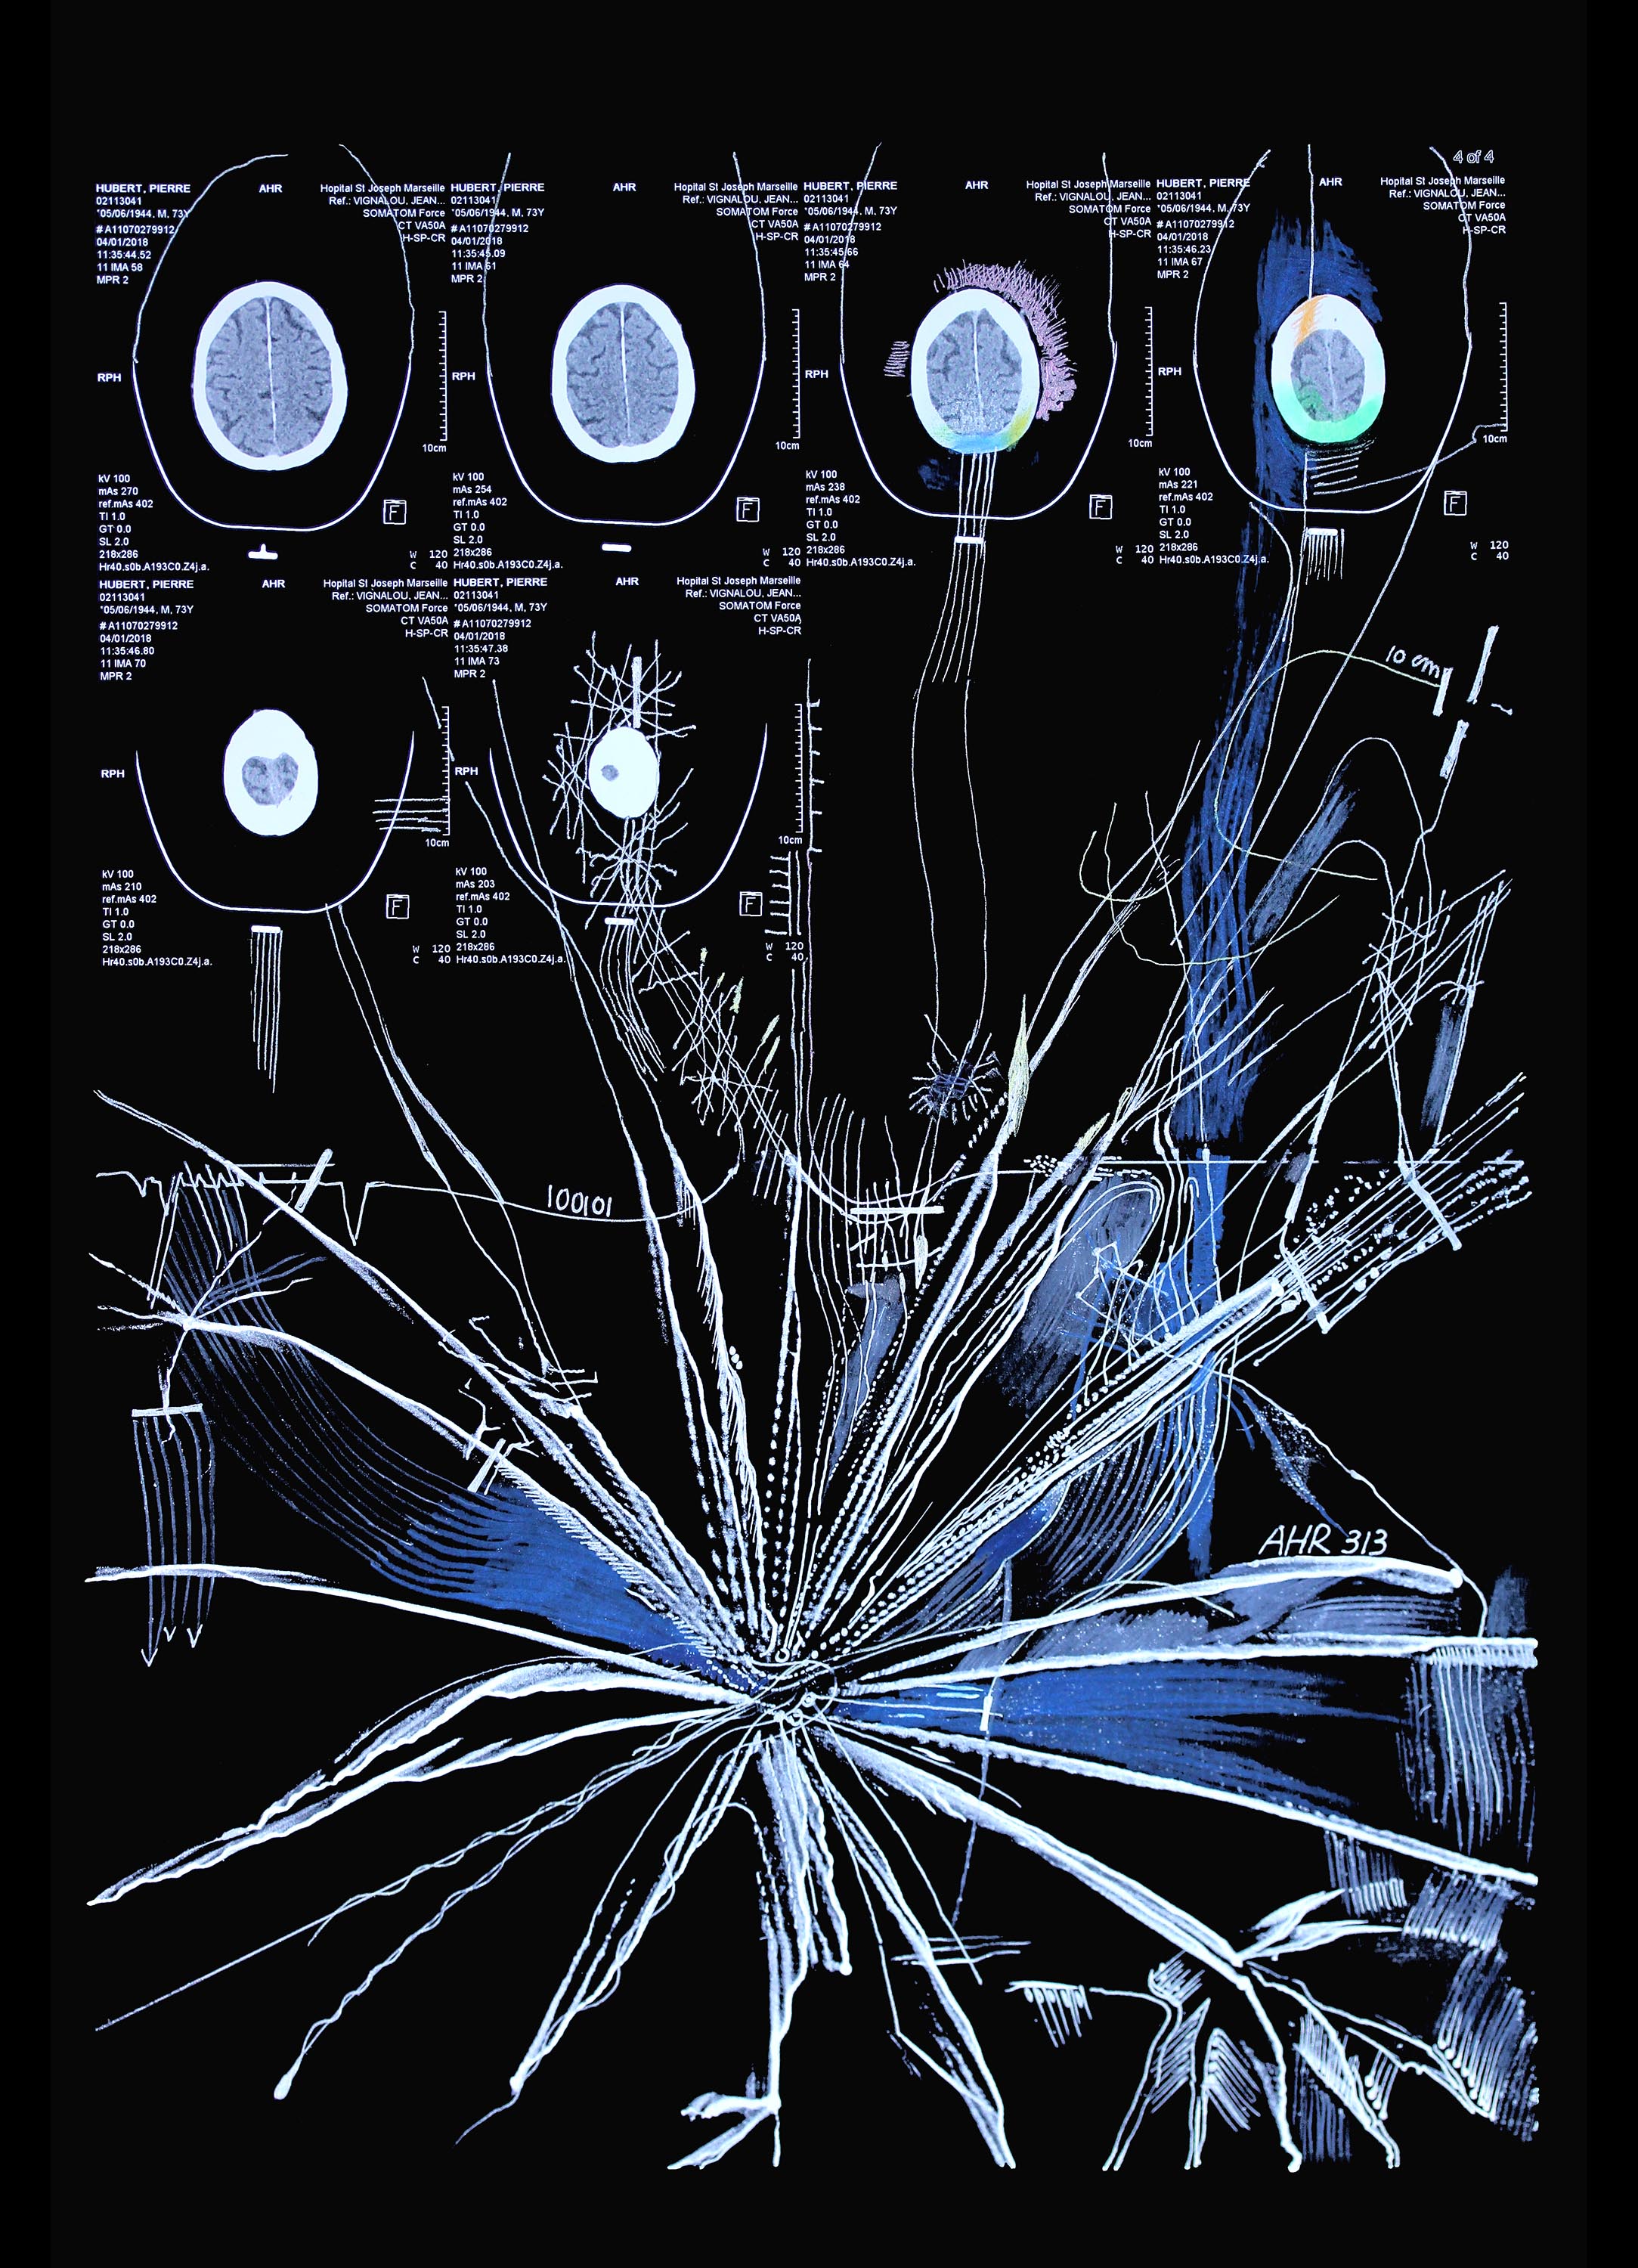 4 of 4
HUBERT, PIERRE
02113041
*05/06/1944, M, 73Y
#A11070279912
04/01/2018
11:35:44.52
11 IMA 58
MPR 2
AHR
Hopital St Joseph Marseille
Ref.: VIGNALOU, JEAN...
SOMATOM Force
CT VA50A
H-SP-CR
RPH
10cm
kV 100
mAs 270
ref.mAs 402
TI 1.0
GT 0.0
SL 2.0
218x286
Hr40.s0b.A193C0.Z4j.a.
F
W 120
C 40
HUBERT, PIERRE
02113041
*05/06/1944, M, 73Y
#A11070279912
04/01/2018
11:35:45.09
11 IMA 61
MPR 2
AHR
Hopital St Joseph Marseille
Ref.: VIGNALOU, JEAN...
SOMATOM Force
CT VA50A
H-SP-CR
RPH
10cm
kV 100
mAs 254
ref.mAs 402
TI 1.0
GT 0.0
SL 2.0
218x286
Hr40.s0b.A193C0.Z4j.a.
F
W 120
C 40
HUBERT, PIERRE
02113041
*05/06/1944, M, 73Y
#A11070279912
04/01/2018
11:35:45.66
11 IMA 64
MPR 2
AHR
Hopital St Joseph Marseille
Ref.: VIGNALOU, JEAN...
SOMATOM Force
CT VA50A
H-SP-CR
RPH
10cm
kV 100
mAs 238
ref.mAs 402
TI 1.0
GT 0.0
SL 2.0
218x286
Hr40.s0b.A193C0.Z4j.a.
F
W 120
C 40
HUBERT, PIERRE
02113041
*05/06/1944, M, 73Y
#A11070279912
04/01/2018
11:35:46.23
11 IMA 67
MPR 2
AHR
Hopital St Joseph Marseille
Ref.: VIGNALOU, JEAN...
SOMATOM Force
CT VA50A
H-SP-CR
RPH
10cm
kV 100
mAs 221
ref.mAs 402
TI 1.0
GT 0.0
SL 2.0
218x286
Hr40.s0b.A193C0.Z4j.a.
F
W 120
C 40
HUBERT, PIERRE
02113041
*05/06/1944, M, 73Y
#A11070279912
04/01/2018
11:35:46.80
11 IMA 70
MPR 2
AHR
Hopital St Joseph Marseille
Ref.: VIGNALOU, JEAN...
SOMATOM Force
CT VA50A
H-SP-CR
RPH
10cm
kV 100
mAs 210
ref.mAs 402
TI 1.0
GT 0.0
SL 2.0
218x286
Hr40.s0b.A193C0.Z4j.a.
F
W 120
C 40
HUBERT, PIERRE
02113041
*05/06/1944, M, 73Y
#A11070279912
04/01/2018
11:35:47.38
11 IMA 73
MPR 2
AHR
Hopital St Joseph Marseille
Ref.: VIGNALOU, JEAN...
SOMATOM Force
CT VA50A
H-SP-CR
RPH
10cm
kV 100
mAs 203
ref.mAs 402
TI 1.0
GT 0.0
SL 2.0
218x286
Hr40.s0b.A193C0.Z4j.a.
F
W 120
C 40
10 cm
100101
AHR 313